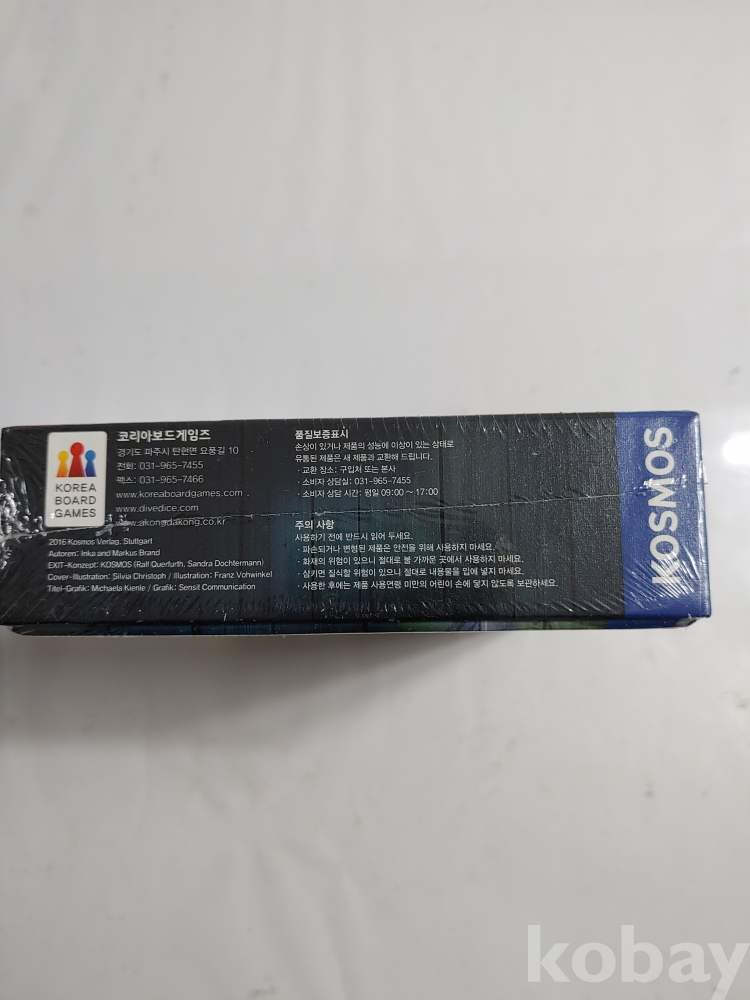 KOREA
BOARD
GAMES
코리아보드게임즈
경기도 파주시 탄현면 요풍길 10
전화: 031-965-7455
팩스: 031-965-7466
www.koreaboardgames.com
www.divedice.com
www.akongdakong.co.kr
2016 Kosmos Verlag, Stuttgart
Autoren: Inka and Markus Brand
EXIT-Konzept: KOSMOS (Ralf Querfurth, Sandra Dochtermann)
Cover-Illustration: Silvia Christoph / Illustration: Franz Vohwinkel
Titel-Grafik: Michaela Kienle / Grafik: Sensit Communication
품질보증표시
손상이 있거나 제품의 성능에 이상이 있는 상태로
유통된 제품은 새 제품과 교환해 드립니다.
· 교환 장소: 구입처 또는 본사
· 소비자 상담실: 031-965-7455
· 소비자 상담 시간: 평일 09:00 ~ 17:00
주의 사항
사용하기 전에 반드시 읽어 두세요.
· 파손되거나 변형된 제품은 안전을 위해 사용하지 마세요.
· 화재의 위험이 있으니 절대로 불 가까운 곳에서 사용하지 마세요.
· 삼키면 질식할 위험이 있으니 절대로 내용물을 입에 넣지 마세요.
· 사용한 후에는 제품 사용연령 미만의 어린이 손에 닿지 않도록 보관하세요.
KOSMOS
kobay